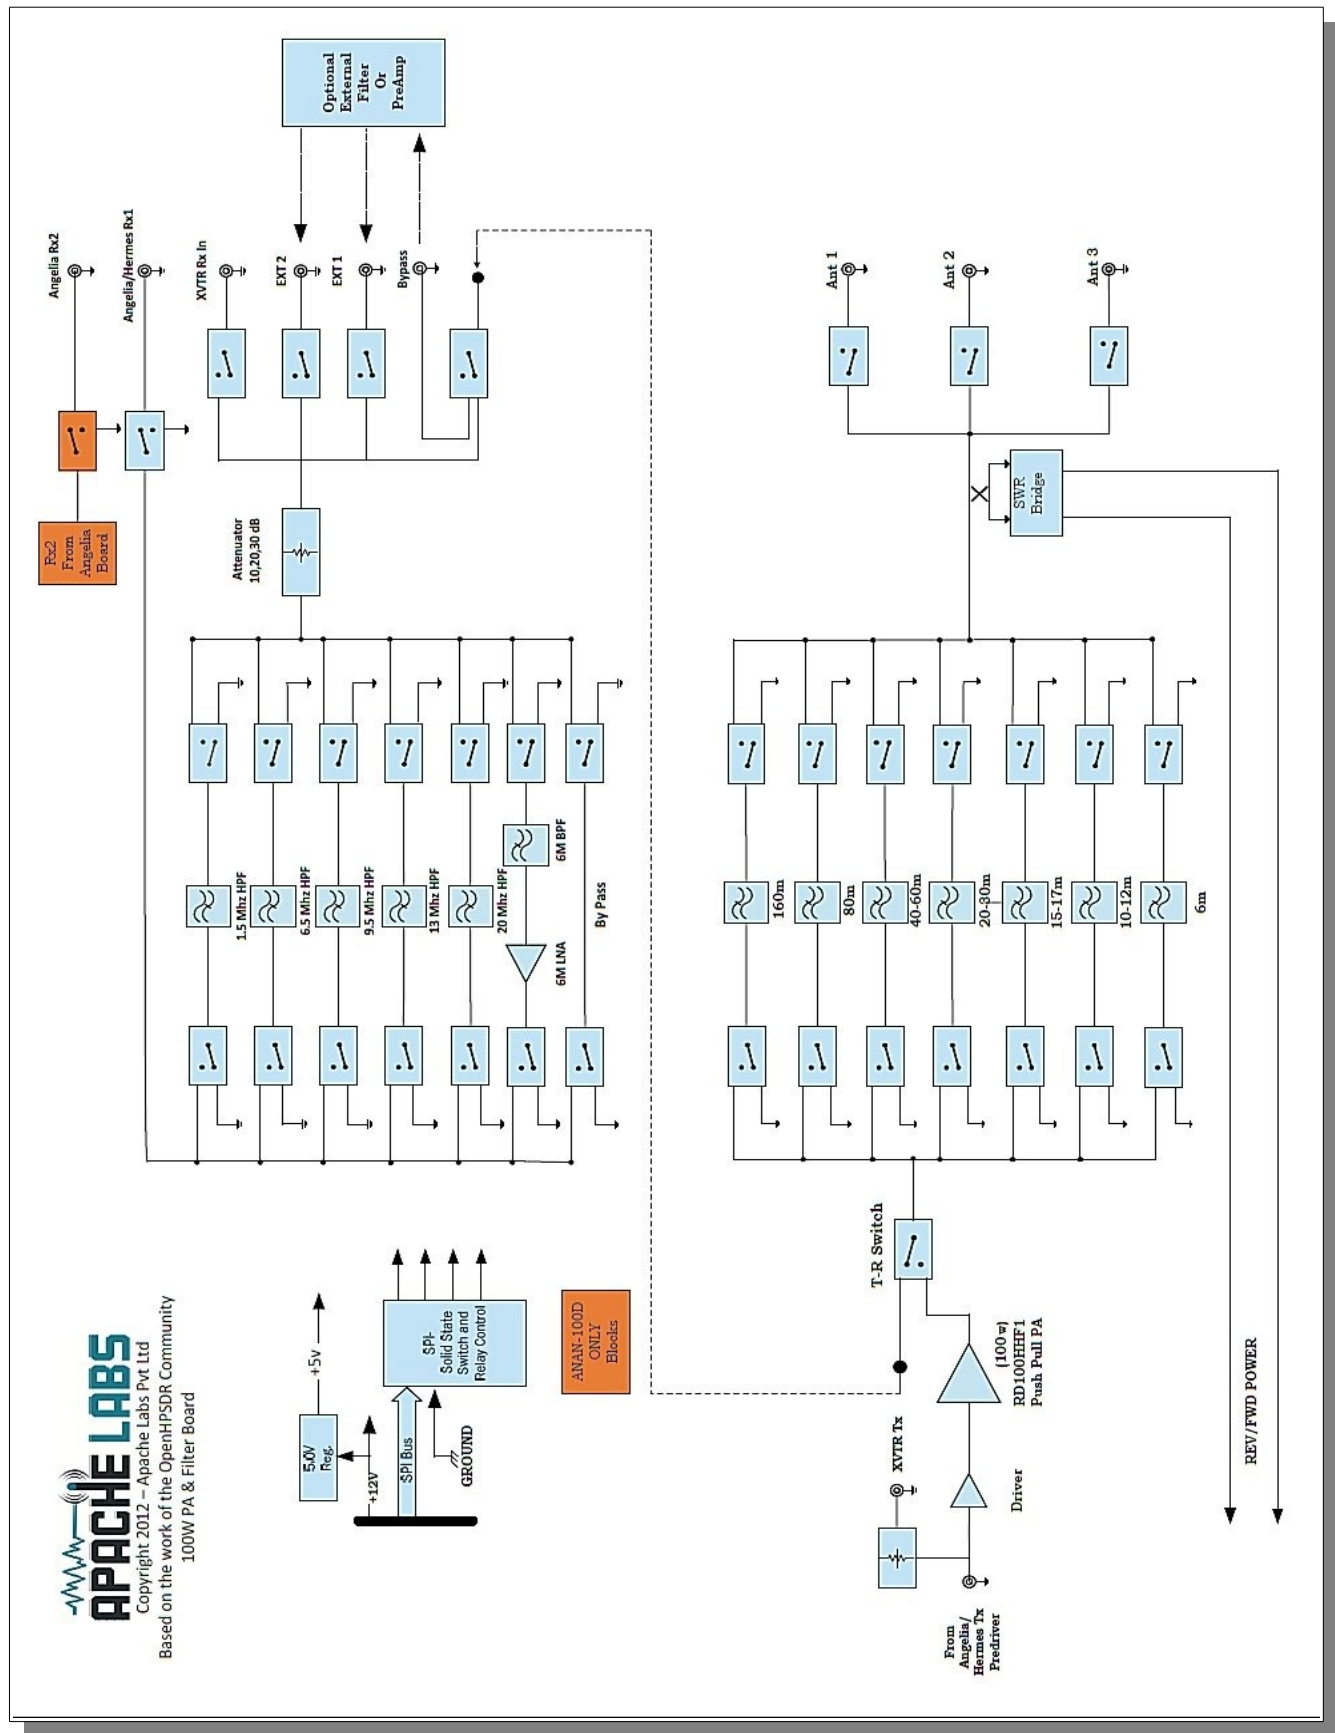 APACHE LABS
Copyright 2012 – Apache Labs Pvt Ltd
Based on the work of the OpenHPSDR Community
100W PA & Filter Board
Rx2
From
Angelia
Board
Angelia Rx2
Angelia/Hermes Rx1
XVTR Rx In
EXT 2
EXT 1
Bypass
Optional
External
Filter
Or
PreAmp
Attenuator
10,20,30 dB
1.5 Mhz HPF
6.5 Mhz HPF
9.5 Mhz HPF
13 Mhz HPF
20 Mhz HPF
6M LNA
6M BPF
By Pass
5.0V
Reg.
+5v
+12V
SPI Bus
GROUND
SPI-
Solid State
Switch and
Relay Control
ANAN-100D
ONLY
Blocks
Ant 1
Ant 2
Ant 3
SWR
Bridge
160m
80m
40-60m
20-30m
15-17m
10-12m
6m
T-R Switch
XVTR Tx
From
Angelia/
Hermes Tx
Predriver
Driver
(100 w)
RD100HHF1
Push Pull PA
REV/FWD POWER